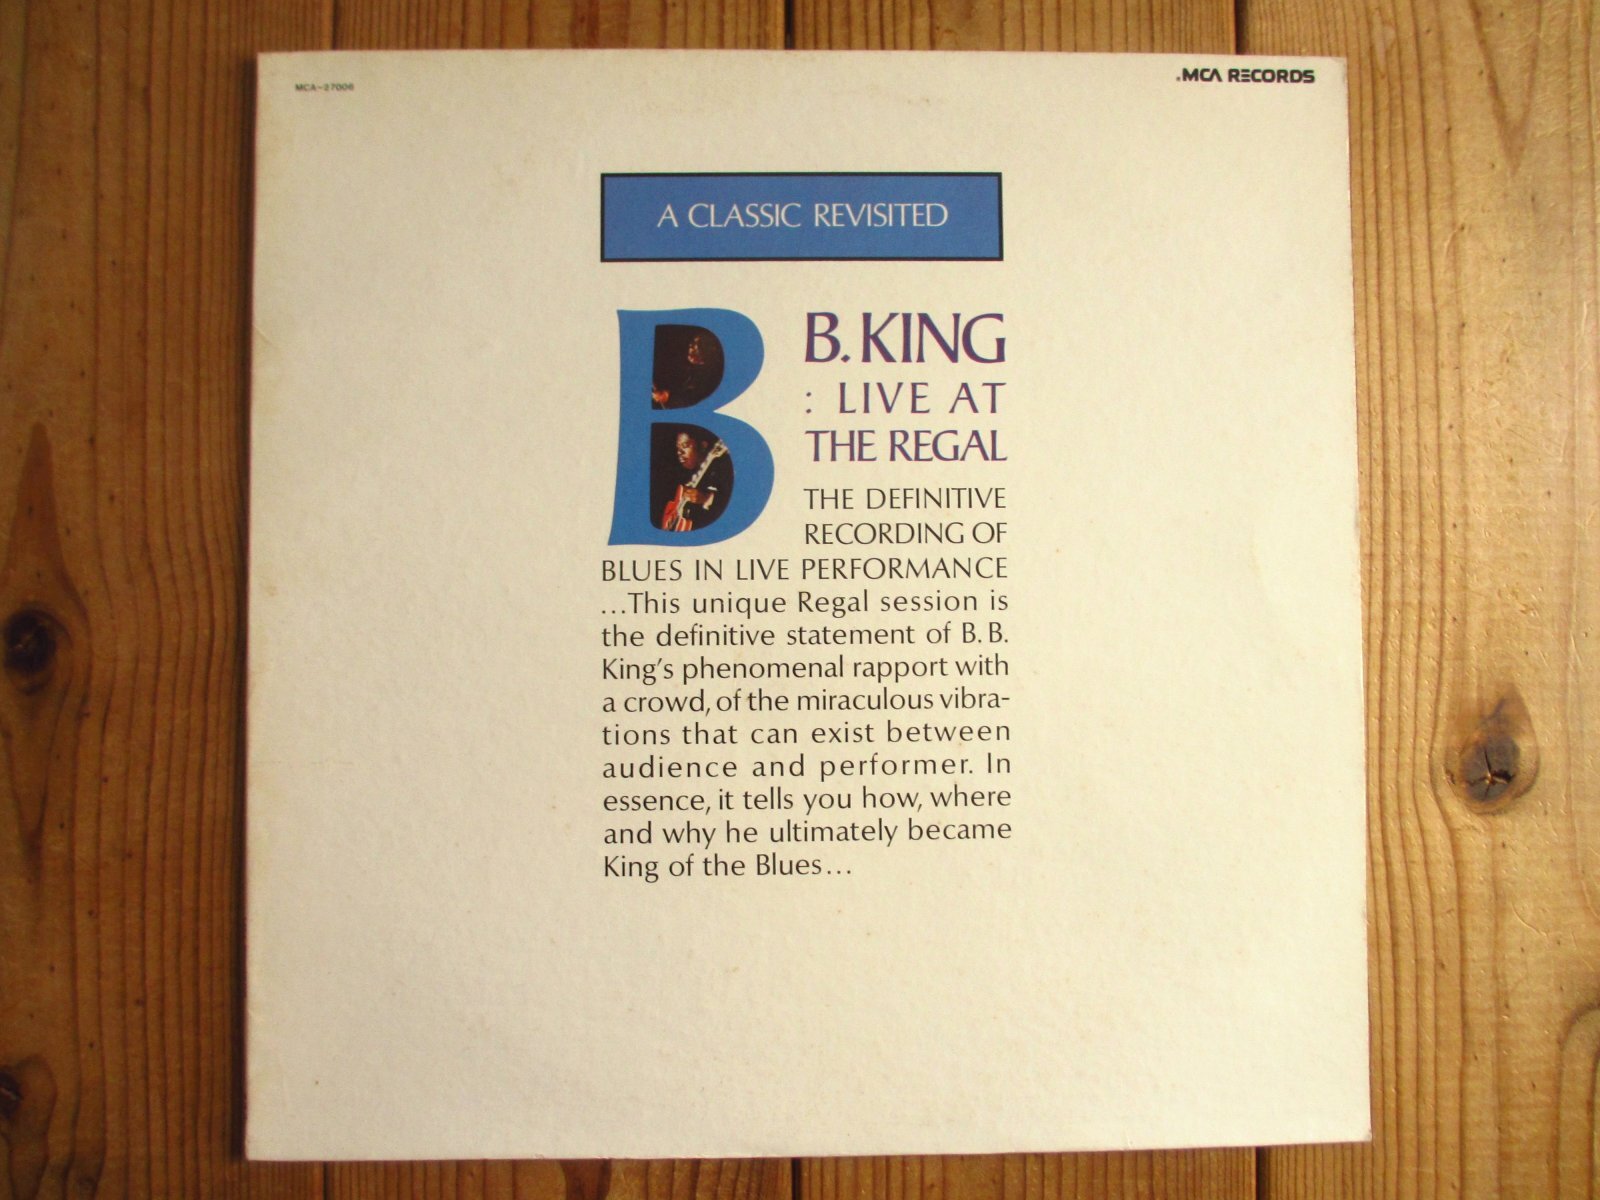 MCA-27006
MCA RECORDS
A CLASSIC REVISITED
B B. KING
: LIVE AT
THE REGAL
THE DEFINITIVE
RECORDING OF
BLUES IN LIVE PERFORMANCE
...This unique Regal session is
the definitive statement of B. B.
King's phenomenal rapport with
a crowd, of the miraculous vibra-
tions that can exist between
audience and performer. In
essence, it tells you how, where
and why he ultimately became
King of the Blues...